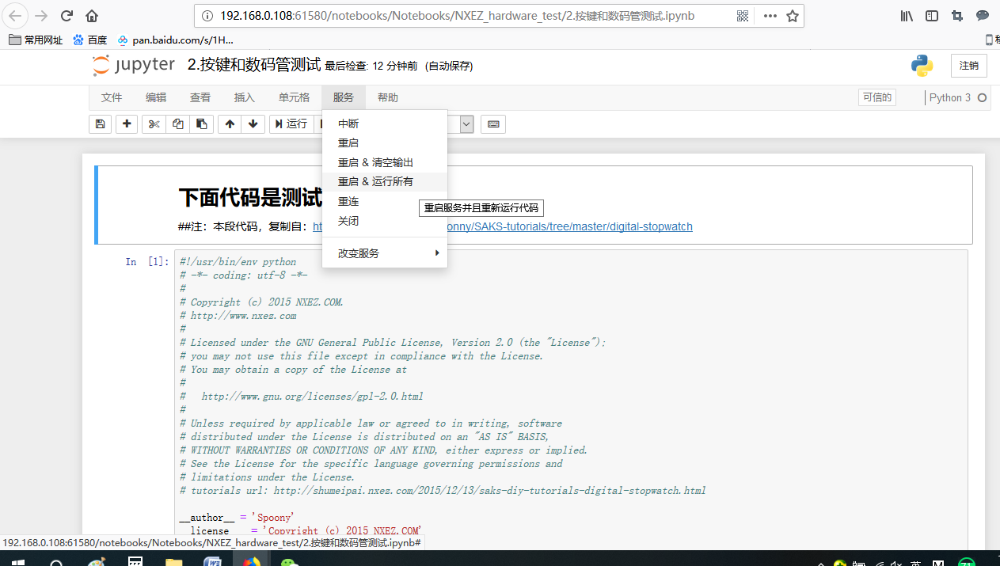 192.168.0.108:61580/notebooks/Notebooks/NXEZ_hardware_test/2.按键和数码管测试.ipynb
常用网址 百度 pan.baidu.com/s/1H...
jupyter 2.按键和数码管测试 最后检查: 12 分钟前 (自动保存) 注销
文件 编辑 查看 插入 单元格 服务 帮助 可信的 Python 3
运行
中断
重启
重启 & 清空输出
重启 & 运行所有
重连
关闭
改变服务
重启服务并且重新运行代码
下面代码是测试
##注：本段代码，复制自： ht onny/SAKS-tutorials/tree/master/digital-stopwatch
In [1]: #!/usr/bin/env python
# -*- coding: utf-8 -*-
#
# Copyright (c) 2015 NXEZ.COM.
# http://www.nxez.com
#
# Licensed under the GNU General Public License, Version 2.0 (the "License");
# you may not use this file except in compliance with the License.
# You may obtain a copy of the License at
#
#   http://www.gnu.org/licenses/gpl-2.0.html
#
# Unless required by applicable law or agreed to in writing, software
# distributed under the License is distributed on an "AS IS" BASIS,
# WITHOUT WARRANTIES OR CONDITIONS OF ANY KIND, either express or implied.
# See the License for the specific language governing permissions and
# limitations under the License.
# tutorials url: http://shumeipai.nxez.com/2015/12/13/saks-diy-tutorials-digital-stopwatch.html
__author__ = 'Spoony'
__license__ = 'Copyright (c) 2015 NXEZ.COM'
192.168.0.108:61580/notebooks/Notebooks/NXEZ_hardware_test/2.按键和数码管测试.ipynb#
英 71